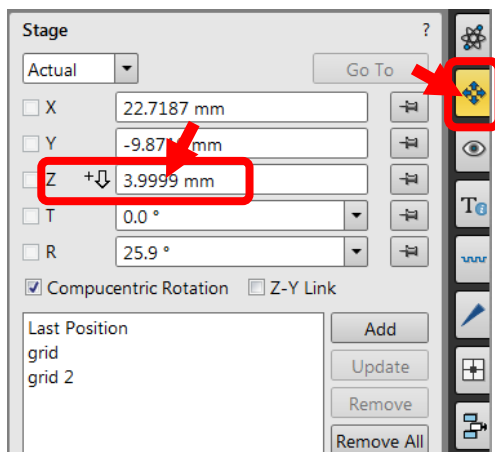 Stage ?
Actual Go To
X 22.7187 mm
Y -9.87 mm
Z + 3.9999 mm
T 0.0 °
R 25.9 °
Compucentric Rotation Z-Y Link
Last Position Add
grid
grid 2 Update
Remove
Remove All
T